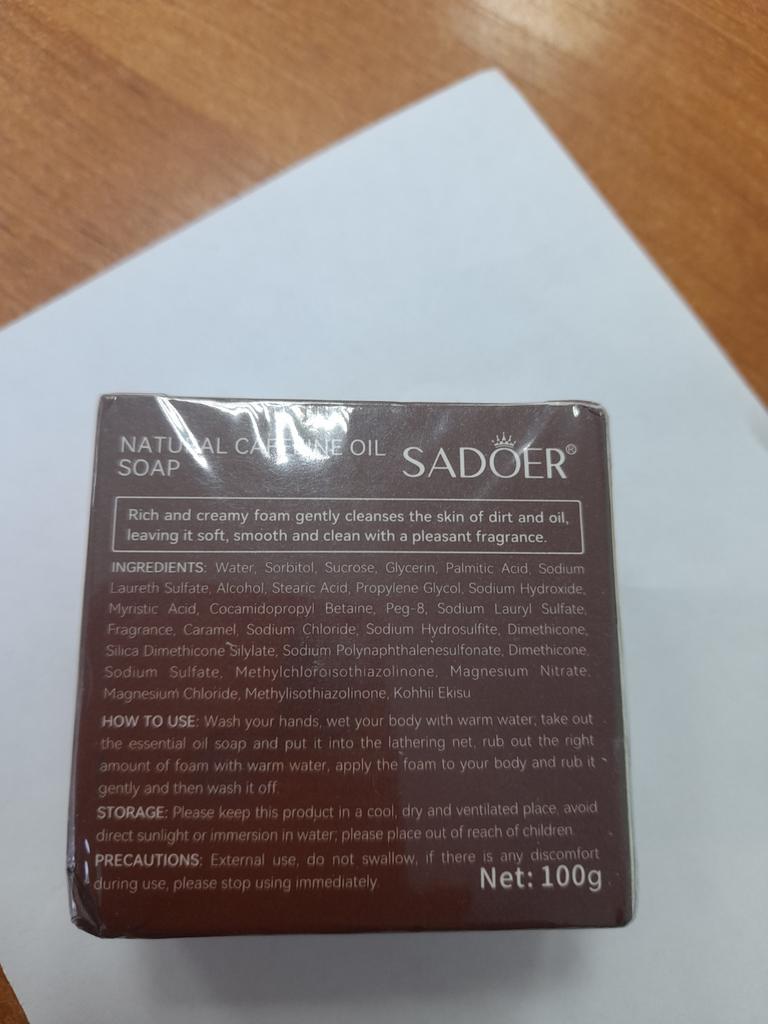 NATURAL CAFFEINE OIL
SOAP
SADOER®
Rich and creamy foam gently cleanses the skin of dirt and oil,
leaving it soft, smooth and clean with a pleasant fragrance.
INGREDIENTS: Water, Sorbitol, Sucrose, Glycerin, Palmitic Acid, Sodium
Laureth Sulfate, Alcohol, Stearic Acid, Propylene Glycol, Sodium Hydroxide,
Myristic Acid, Cocamidopropyl Betaine, Peg-8, Sodium Lauryl Sulfate,
Fragrance, Caramel, Sodium Chloride, Sodium Hydrosulfite, Dimethicone,
Silica Dimethicone Silylate, Sodium Polynaphthalenesulfonate, Dimethicone,
Sodium Sulfate, Methylchloroisothiazolinone, Magnesium Nitrate,
Magnesium Chloride, Methylisothiazolinone, Kohhii Ekisu
HOW TO USE: Wash your hands, wet your body with warm water, take out
the essential oil soap and put it into the lathering net, rub out the right
amount of foam with warm water, apply the foam to your body and rub it
gently and then wash it off.
STORAGE: Please keep this product in a cool, dry and ventilated place, avoid
direct sunlight or immersion in water; please place out of reach of children.
PRECAUTIONS: External use, do not swallow, if there is any discomfort
during use, please stop using immediately.
Net: 100g